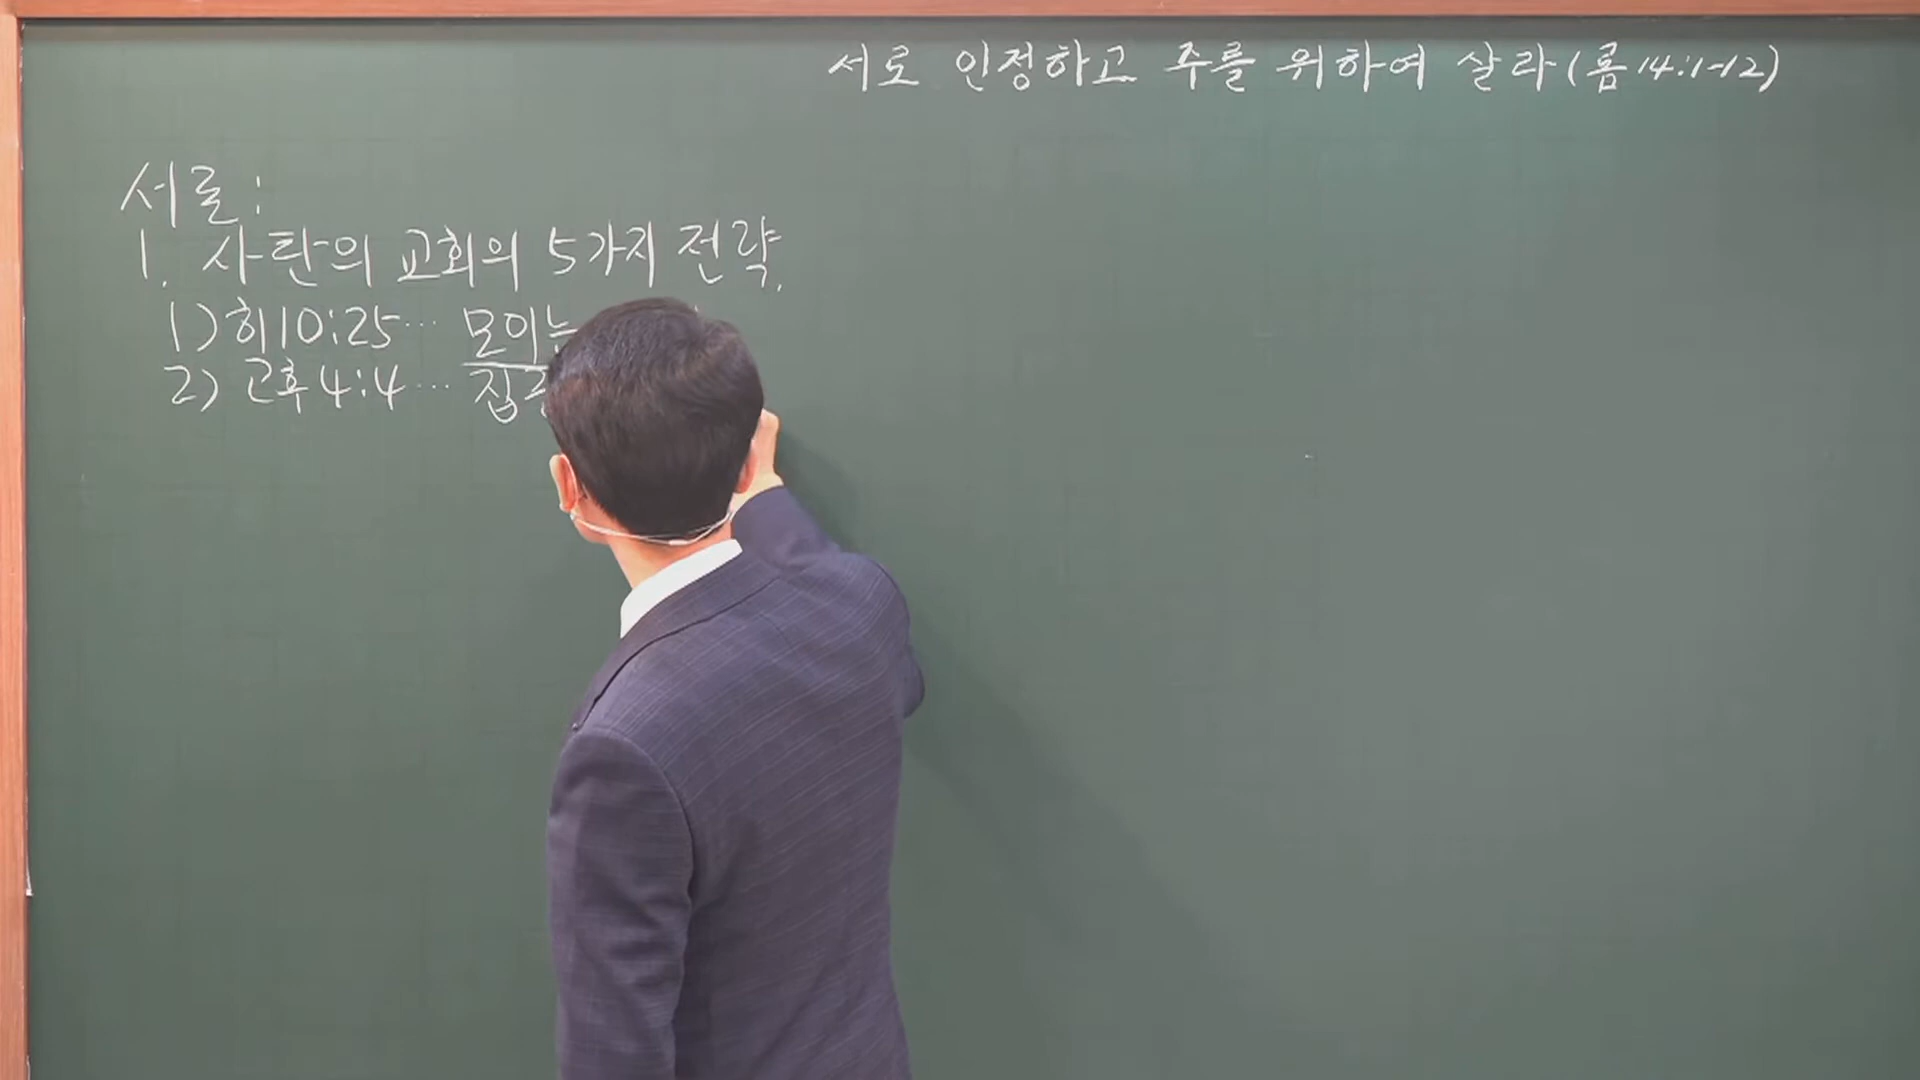 서로 인정하고 주를 위하여 살라(롬14:1-12)
서론:
1. 사탄의 교회의 5가지 전략.
1) 히10:25… 모이는
2) 고후4:4…